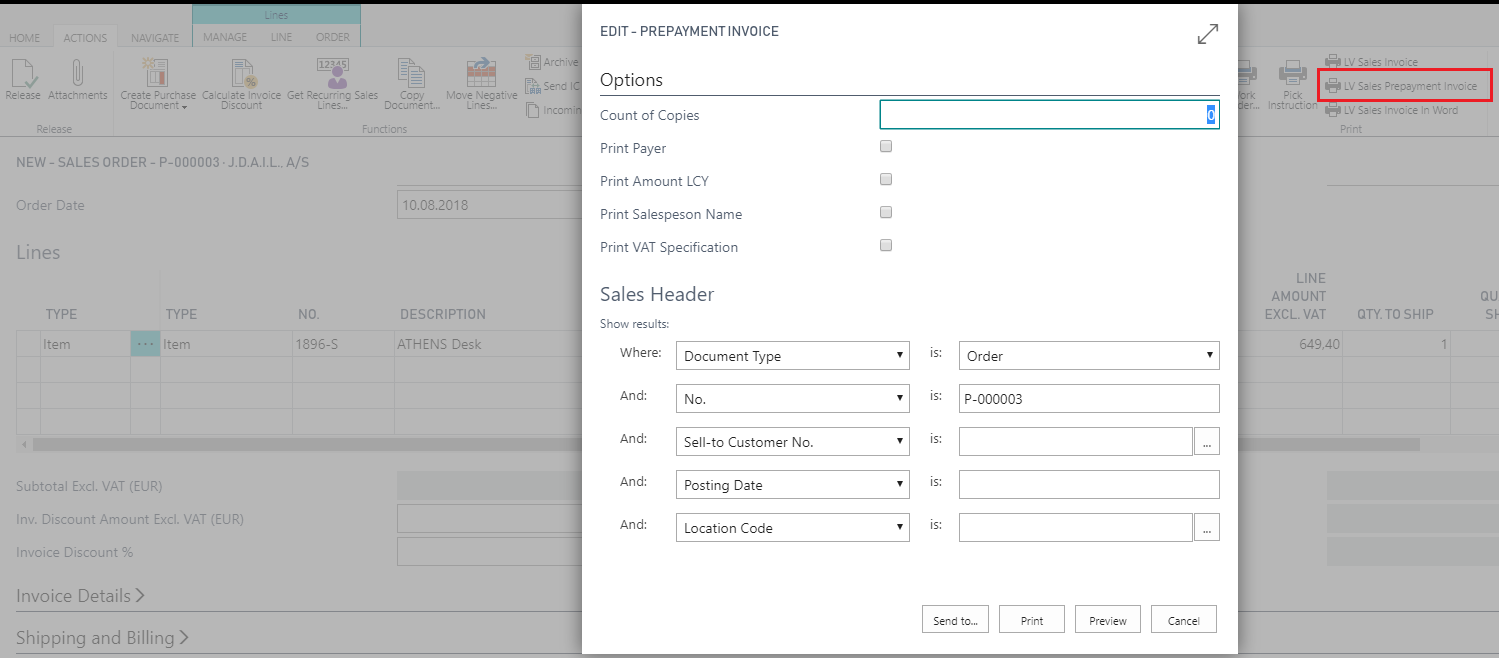 Lines
HOME
ACTIONS
NAVIGATE
MANAGE
LINE
ORDER
Release
Attachments
Create Purchase
Document
Calculate Invoice
Discount
Get Recurring Sales
Lines...
Copy
Document...
Move Negative
Lines...
Archive
Send IC
Incomin
Release
Functions
ork
der...
Pick
Instruction
LV Sales Invoice
LV Sales Prepayment Invoice
LV Sales Invoice In Word
Print
NEW - SALES ORDER - P-000003 · J.D.A.I.L., A/S
Order Date
10.08.2018
Lines
TYPE
TYPE
NO.
DESCRIPTION
LINE
AMOUNT
EXCL. VAT
QTY. TO SHIP
QU
SH
Item
...
Item
1896-S
ATHENS Desk
649,40
1
Subtotal Excl. VAT (EUR)
Inv. Discount Amount Excl. VAT (EUR)
Invoice Discount %
Invoice Details
Shipping and Billing
EDIT - PREPAYMENT INVOICE
Options
Count of Copies
0
Print Payer
Print Amount LCY
Print Salespeson Name
Print VAT Specification
Sales Header
Show results:
Where: Document Type is: Order
And: No. is: P-000003
And: Sell-to Customer No. is: ...
And: Posting Date is:
And: Location Code is: ...
Send to... Print Preview Cancel